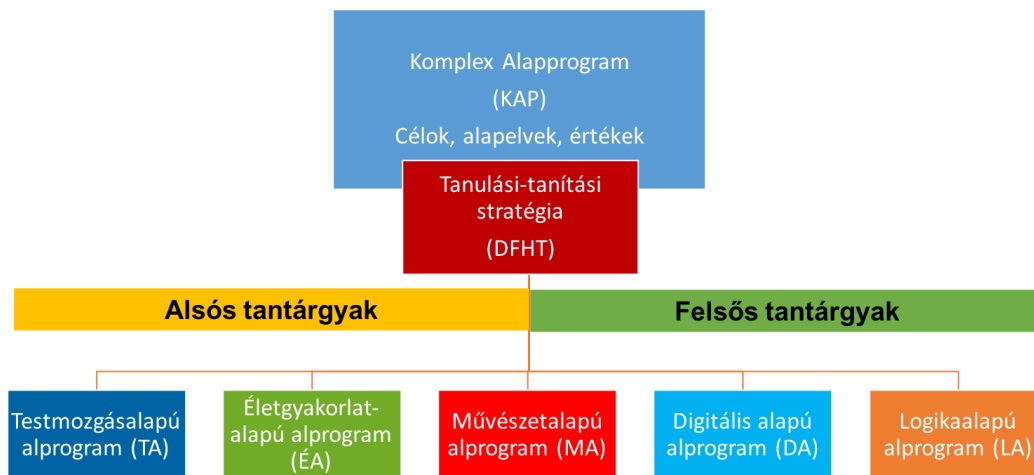 Komplex Alapprogram
(KAP)
Célok, alapelvek, értékek
Tanulási-tanítási
stratégia
(DFHT)
Alsós tantárgyak
Felsős tantárgyak
Testmozgásalapú
alprogram (TA)
Életgyakorlat-
alapú alprogram
(ÉA)
Művészetalapú
alprogram (MA)
Digitális alapú
alprogram (DA)
Logikaalapú
alprogram (LA)